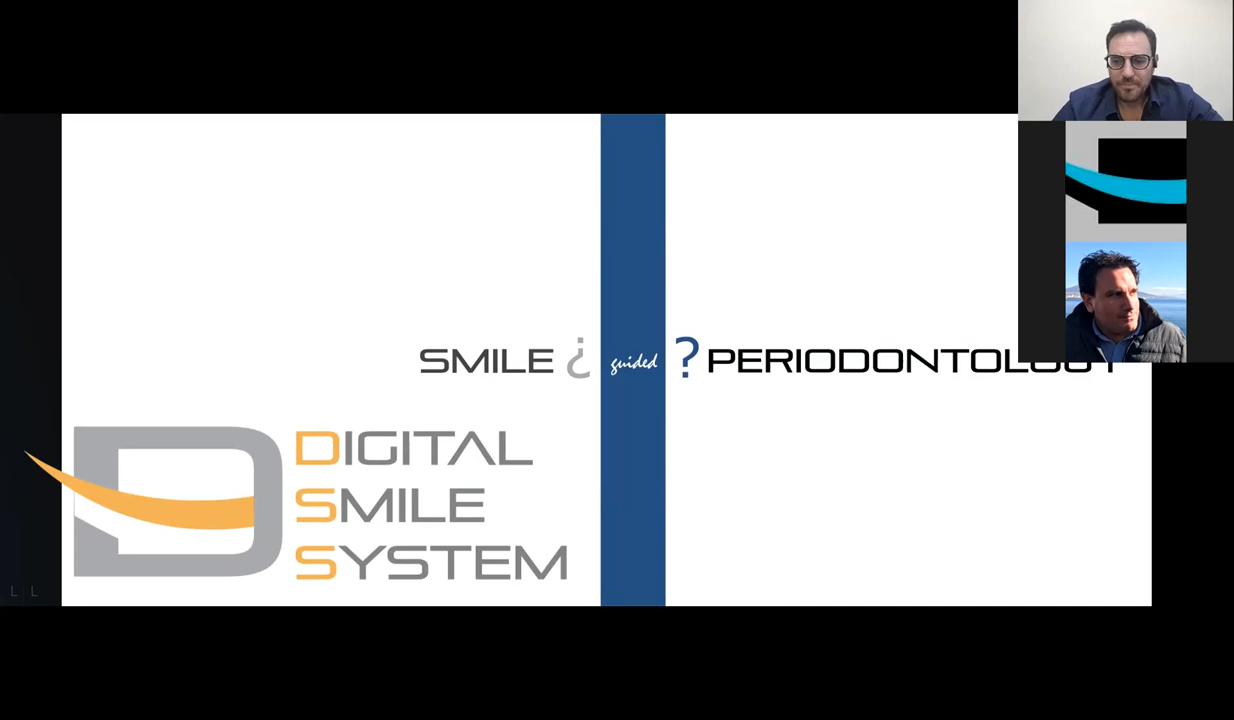 SMILE ¿ guided ? PERIODONTOLOGY
DIGITAL
SMILE
SYSTEM
L L